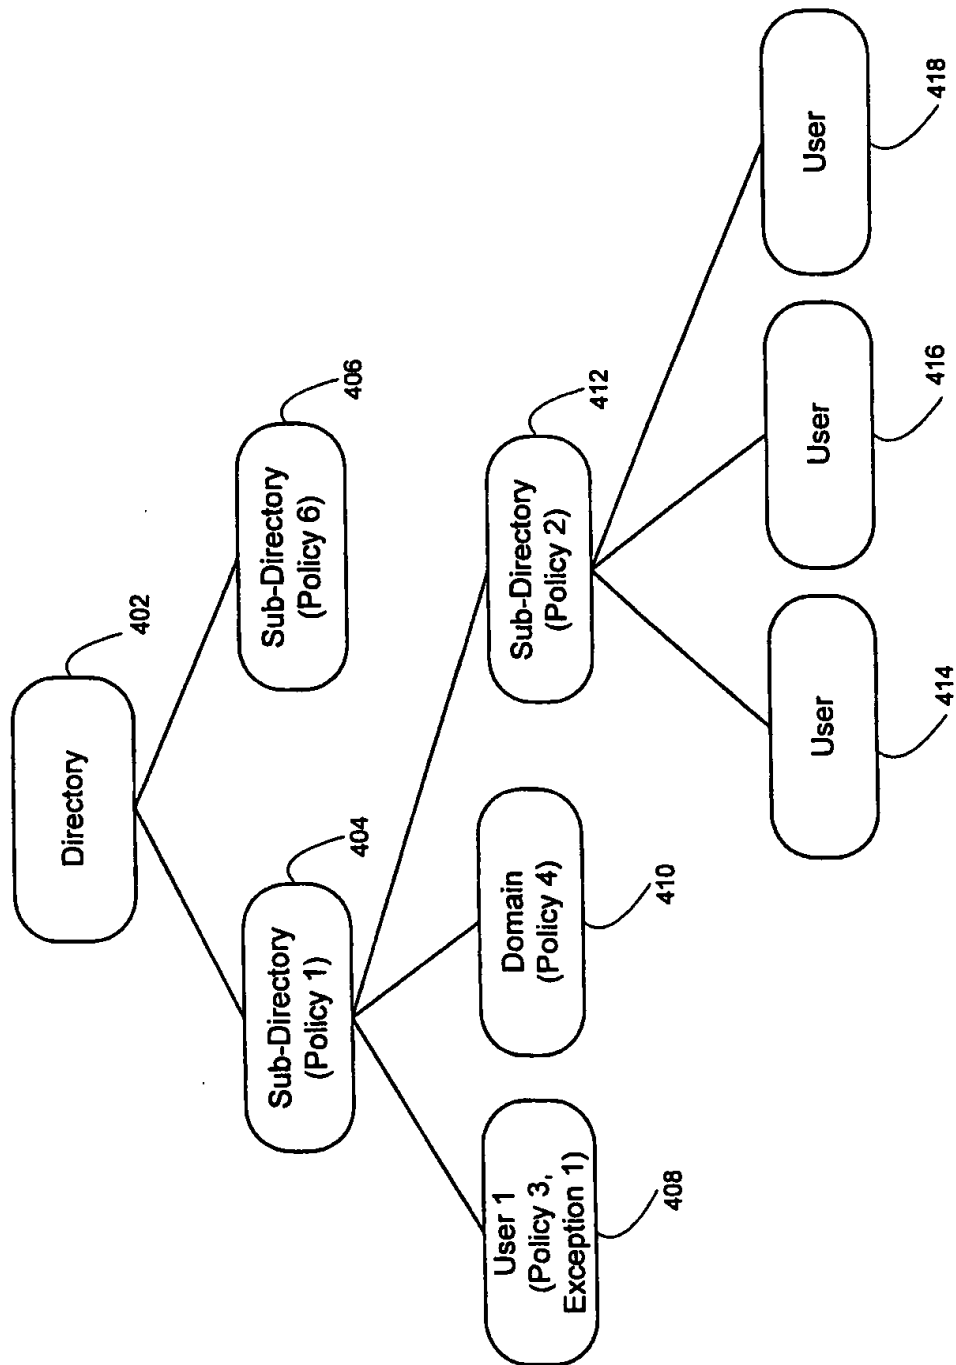 Directory
402
Sub-Directory
(Policy 1)
404
Sub-Directory
(Policy 6)
406
User 1
(Policy 3,
Exception 1)
408
Domain
(Policy 4)
410
Sub-Directory
(Policy 2)
412
User
414
User
416
User
418